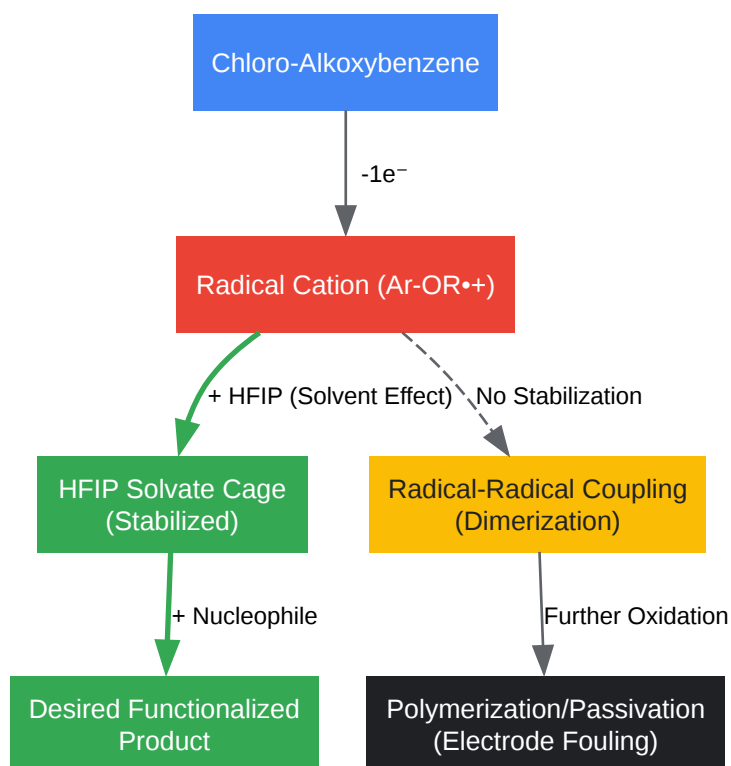 Chloro-Alkoxybenzene
-1e⁻
Radical Cation (Ar-OR•+)
+ HFIP (Solvent Effect)
No Stabilization
HFIP Solvate Cage
(Stabilized)
Radical-Radical Coupling
(Dimerization)
+ Nucleophile
Further Oxidation
Desired Functionalized
Product
Polymerization/Passivation
(Electrode Fouling)